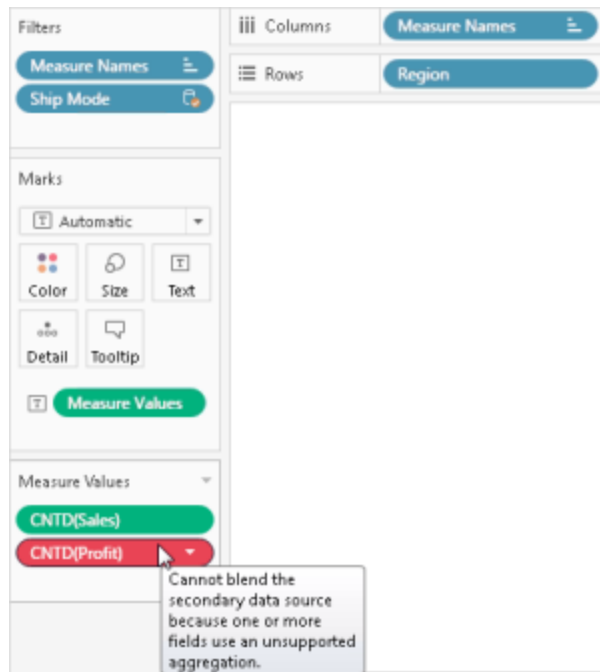 Filters
Measure Names
Ship Mode
Columns
Measure Names
Rows
Region
Marks
Automatic
Color
Size
Text
Detail
Tooltip
Measure Values
Measure Values
CNTD(Sales)
CNTD(Profit)
Cannot blend the
secondary data source
because one or more
fields use an unsupported
aggregation.